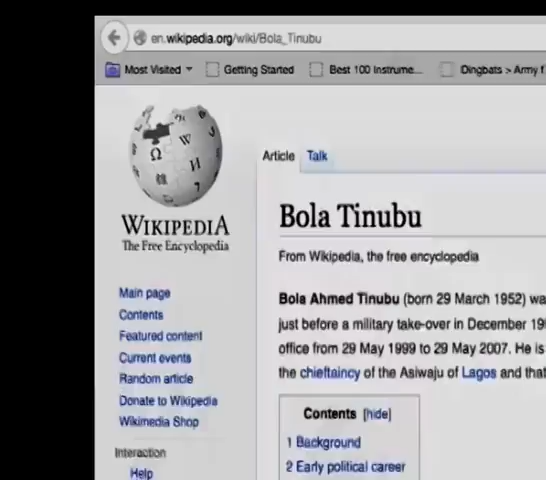 en.wikipedia.org/wiki/Bola_Tinubu
Most Visited Getting Started Best 100 Instrume... Dingbats > Army f
WIKIPEDIA
The Free Encyclopedia
Article Talk
Bola Tinubu
From Wikipedia, the free encyclopedia
Bola Ahmed Tinubu (born 29 March 1952) wa
just before a military take-over in December 19
office from 29 May 1999 to 29 May 2007. He is
the chieftaincy of the Asiwaju of Lagos and that
Contents [hide]
1 Background
2 Early political career
Main page
Contents
Featured content
Current events
Random article
Donate to Wikipedia
Wikimedia Shop
Interaction
Help